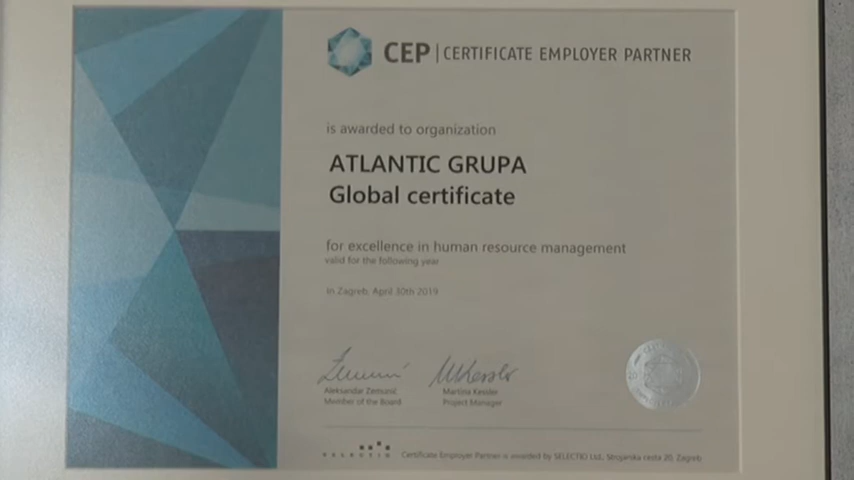 CEP | CERTIFICATE EMPLOYER PARTNER
is awarded to organization
ATLANTIC GRUPA
Global certificate
for excellence in human resource management
valid for the following year
In Zagreb, April 30th 2019
Aleksandar Zemunić Martina Kessler
Member of the Board Project Manager
SELECTIO Certificate Employer Partner is awarded by SELECTIO Ltd., Strojarska cesta 20, Zagreb